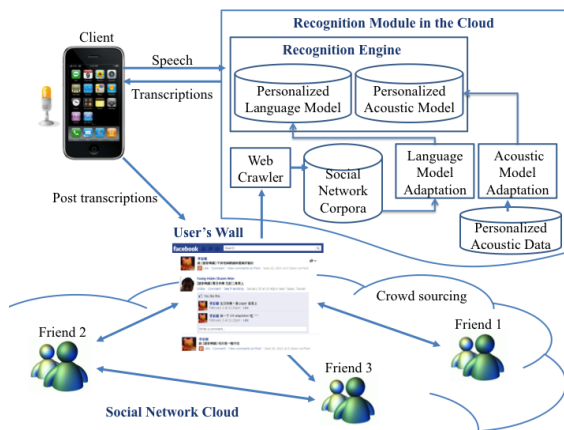 Recognition Module in the Cloud
Client
Recognition Engine
Speech
Transcriptions
Personalized
Language Model
Personalized
Acoustic Model
Web
Crawler
Social
Network
Corpora
Language
Model
Adaptation
Acoustic
Model
Adaptation
Post transcriptions
Personalized
Acoustic Data
User's Wall
facebook
Crowd sourcing
Friend 2
Friend 1
Friend 3
Social Network Cloud